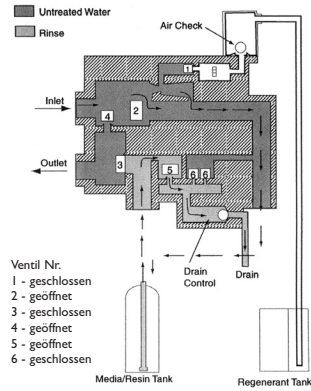 Untreated Water
Rinse
Air Check
1
Inlet
2
4
Outlet
3
5
6 6
Drain
Control
Drain
Ventil Nr.
1 - geschlossen
2 - geöffnet
3 - geschlossen
4 - geöffnet
5 - geöffnet
6 - geschlossen
Media/Resin Tank
Regenerant Tank